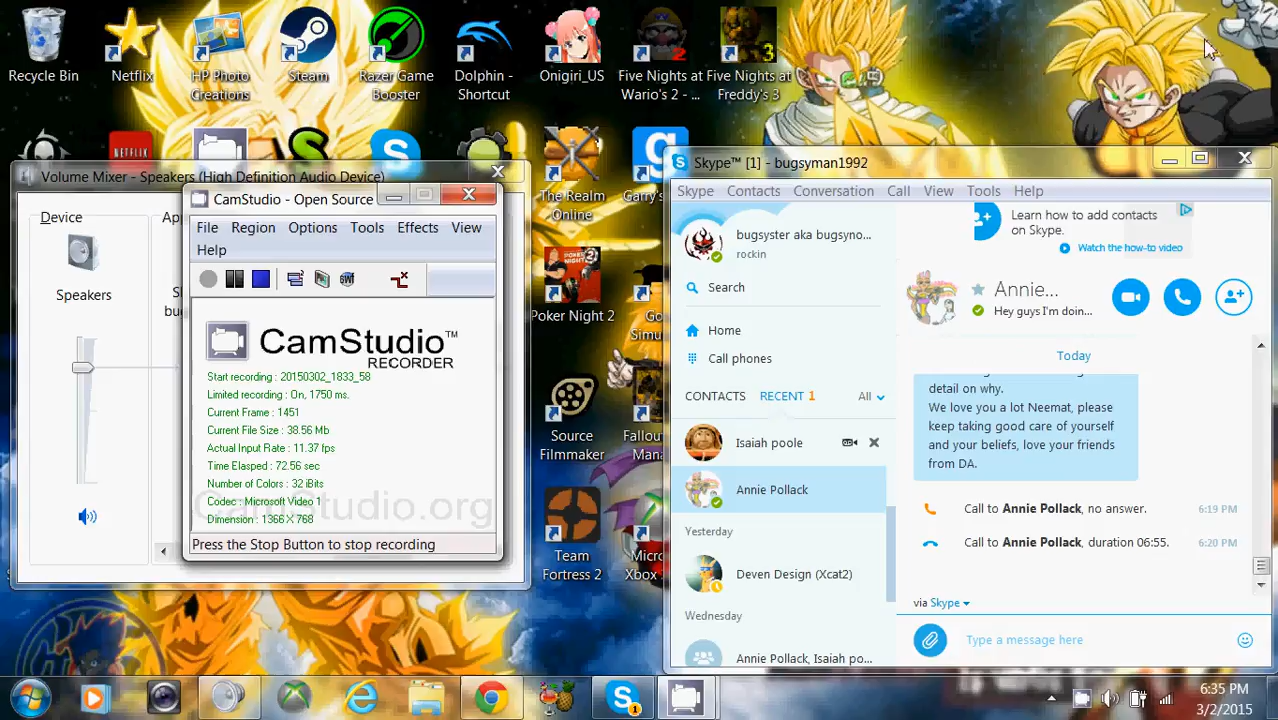 Recycle Bin
Netflix
HP Photo
Creations
Steam
Razer Game
Booster
Dolphin -
Shortcut
Onigiri_US
Five Nights at
Wario's 2 - ...
Five Nights at
Freddy's 3
NETFLIX
The Realm
Online
Garry's
Poker Night 2
Source
Filmmaker
Fallou
Mana
Team
Fortress 2
Micro
Xbox
Volume Mixer - Speakers (High Definition Audio Device)
Device
Speakers
CamStudio - Open Source
File Region Options Tools Effects View
Help
CamStudio™
RECORDER
Start recording : 20150302_1833_58
Limited recording : On, 1750 ms.
Current Frame : 1451
Current File Size : 38.56 Mb
Actual Input Rate : 11.37 fps
Time Elasped : 72.56 sec
Number of Colors : 32 iBits
Codec : Microsoft Video 1
Dimension : 1366 X 768
CamStudio.org
Press the Stop Button to stop recording
Skype™ [1] - bugsyman1992
Skype Contacts Conversation Call View Tools Help
bugsyster aka bugsyno...
rockin
Search
Home
Call phones
CONTACTS RECENT 1 All
Isaiah poole
Annie Pollack
Yesterday
Deven Design (Xcat2)
Wednesday
Annie Pollack, Isaiah po...
Learn how to add contacts
on Skype.
Watch the how-to video
Annie...
Hey guys I'm doin...
Today
detail on why.
We love you a lot Neemat, please
keep taking good care of yourself
and your beliefs, love your friends
from DA.
Call to Annie Pollack, no answer. 6:19 PM
Call to Annie Pollack, duration 06:55. 6:20 PM
via Skype
Type a message here
6:35 PM
3/2/2015